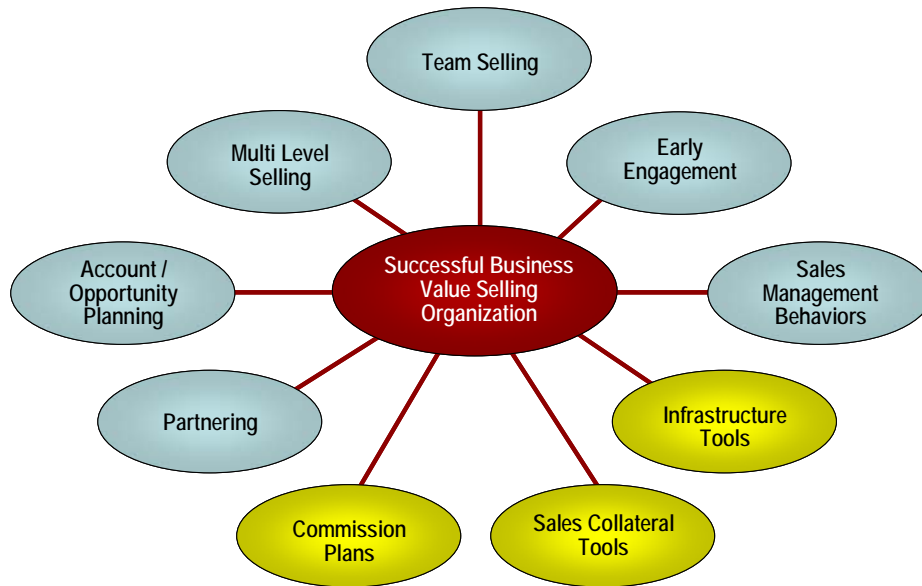 Team Selling
Multi Level
Selling
Early
Engagement
Successful Business
Value Selling
Organization
Account /
Opportunity
Planning
Sales
Management
Behaviors
Partnering
Infrastructure
Tools
Commission
Plans
Sales Collateral
Tools